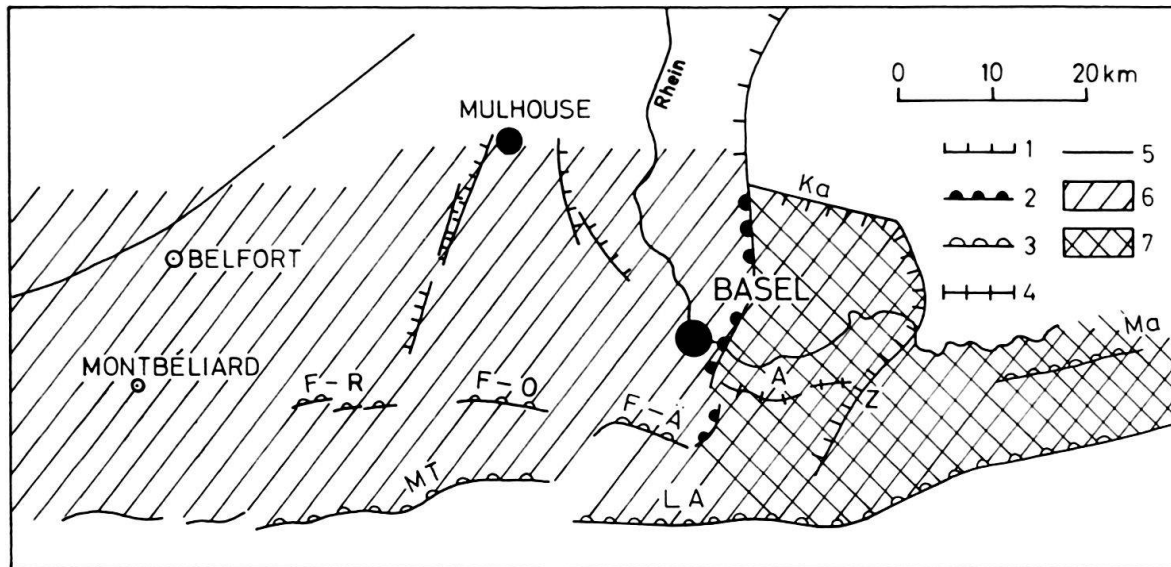 Rhein
0 10 20 km
MULHOUSE
1
5
Ka
2
6
BELFORT
3
7
BASEL
4
Ma
MONTBÉLIARD
F-R
F-O
A
Z
F-Ä
MT
LA